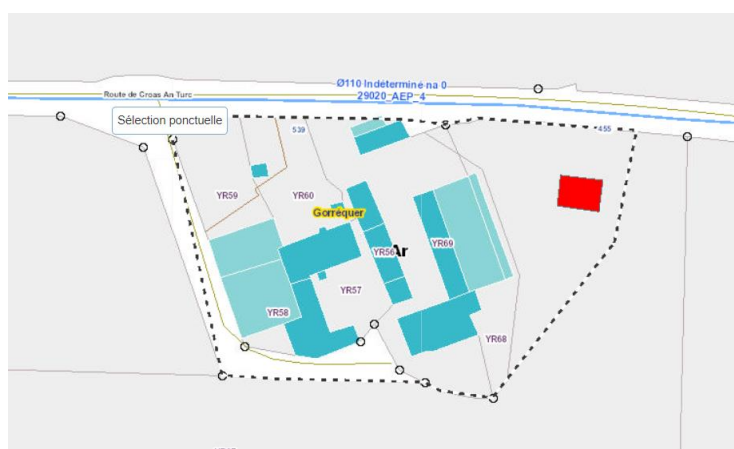 Ø110 Indéterminé na 0
Route de Croas An Turc
29020_AEP_4
Sélection ponctuelle
539
455
YR59
YR60
Gorréquer
YR56
Ar
YR69
YR57
YR58
YR68